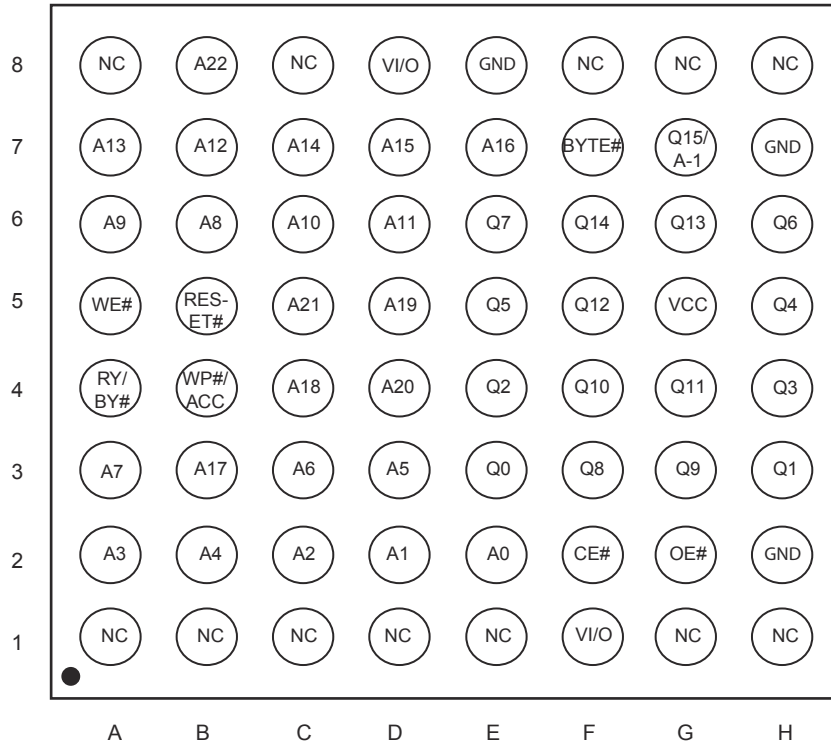 8 NC A22 NC VI/O GND NC NC NC
7 A13 A12 A14 A15 A16 BYTE# Q15/ A-1 GND
6 A9 A8 A10 A11 Q7 Q14 Q13 Q6
5 WE# RES- ET# A21 A19 Q5 Q12 VCC Q4
4 RY/ BY# WP#/ ACC A18 A20 Q2 Q10 Q11 Q3
3 A7 A17 A6 A5 Q0 Q8 Q9 Q1
2 A3 A4 A2 A1 A0 CE# OE# GND
1 NC NC NC NC NC VI/O NC NC
A B C D E F G H